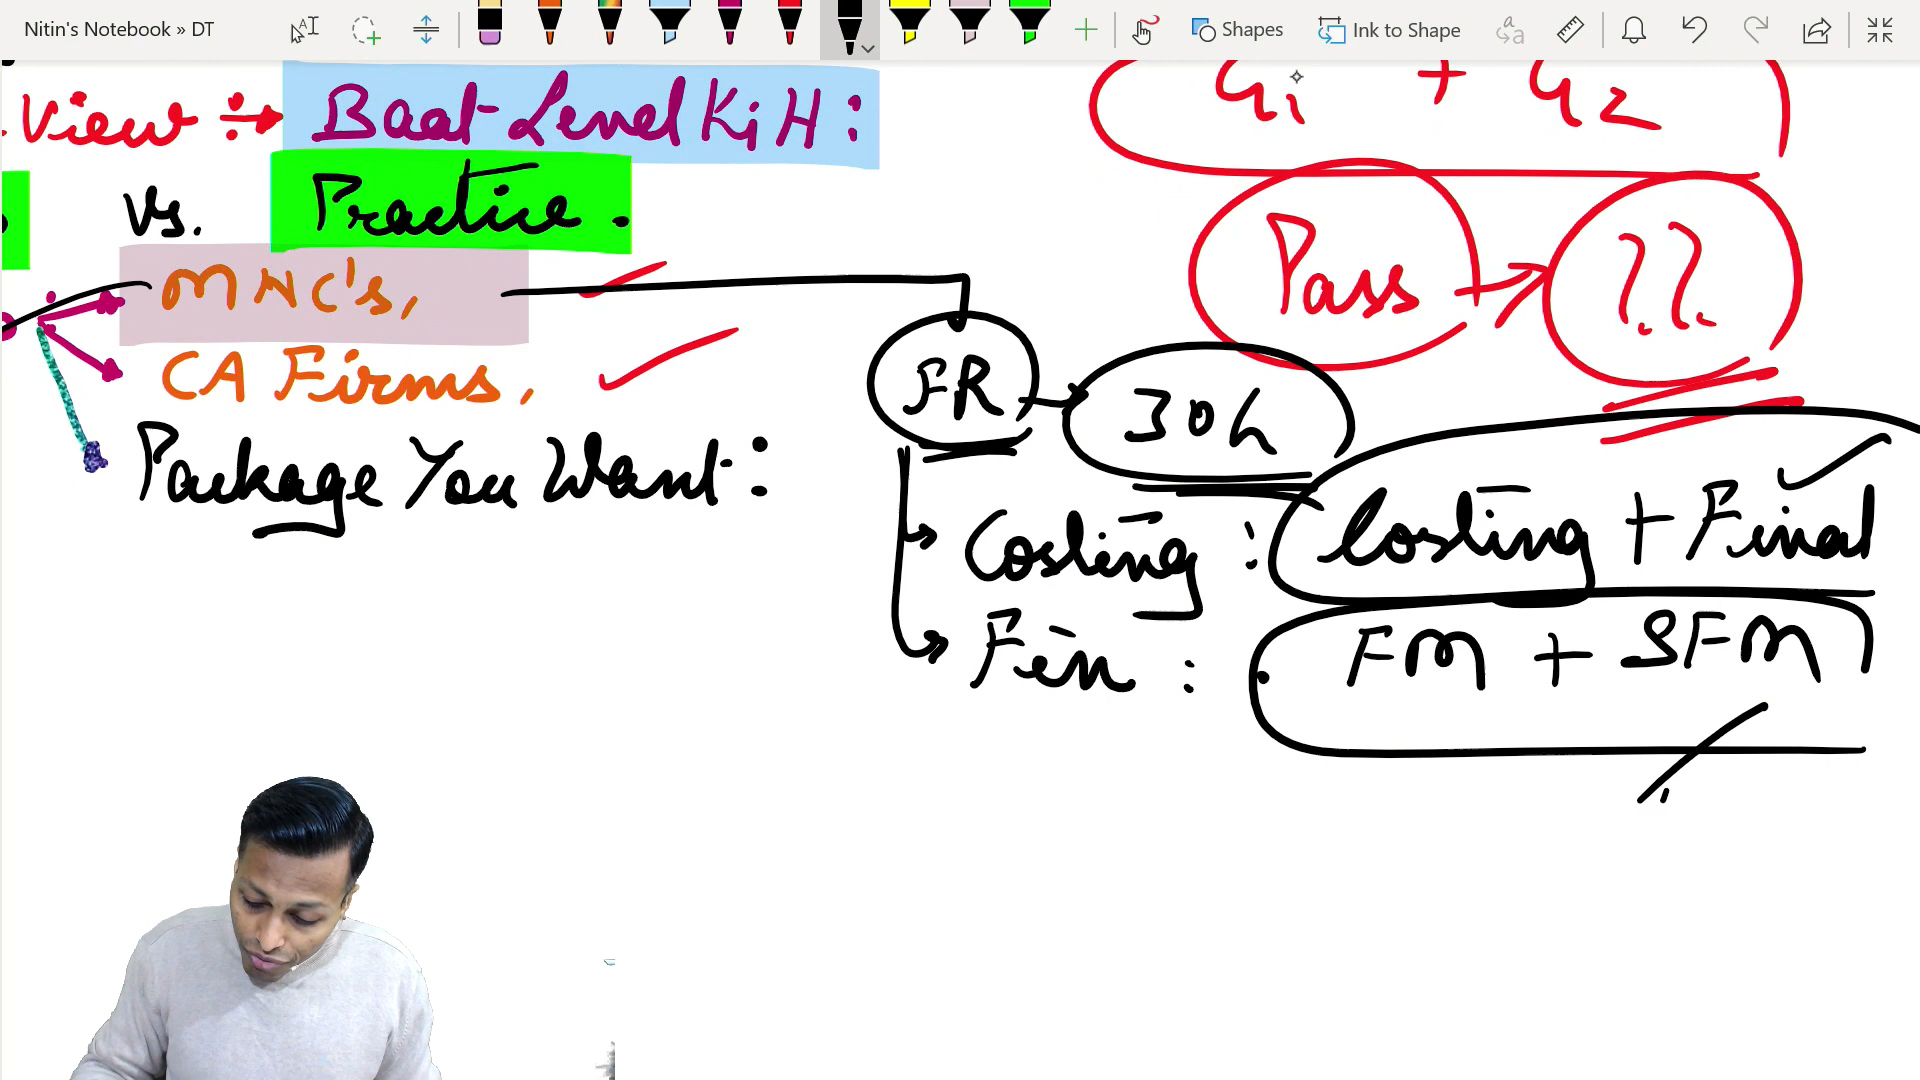 Nitin's Notebook » DT
Shapes
Ink to Shape
View ÷→ Baat-Level Ki H :
G1 + G2
Vs. Practice.
Pass → ??
MNC's,
CA Firms,
FR → 30h
Package You Want :
Costing : Costing + Final
Fin : FM + SFM